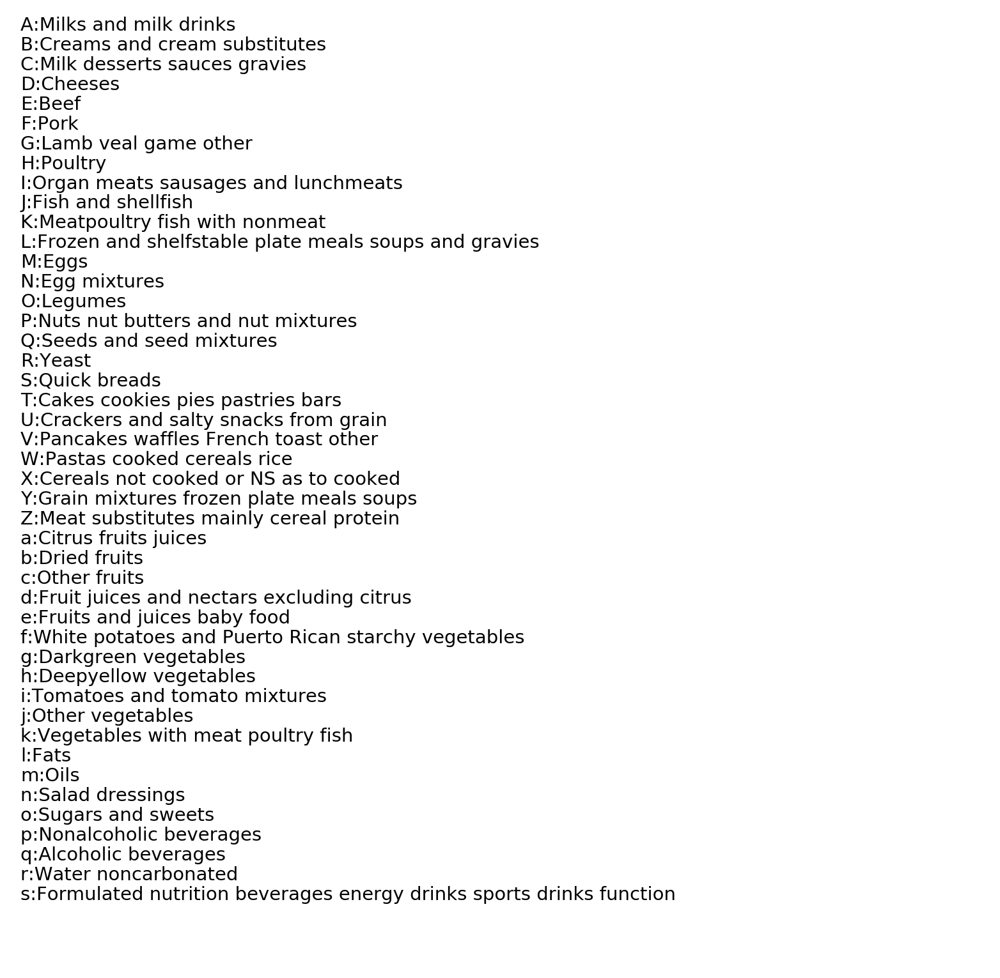 A:Milks and milk drinks
B:Creams and cream substitutes
C:Milk desserts sauces gravies
D:Cheeses
E:Beef
F:Pork
G:Lamb veal game other
H:Poultry
I:Organ meats sausages and lunchmeats
J:Fish and shellfish
K:Meatpoultry fish with nonmeat
L:Frozen and shelfstable plate meals soups and gravies
M:Eggs
N:Egg mixtures
O:Legumes
P:Nuts nut butters and nut mixtures
Q:Seeds and seed mixtures
R:Yeast
S:Quick breads
T:Cakes cookies pies pastries bars
U:Crackers and salty snacks from grain
V:Pancakes waffles French toast other
W:Pastas cooked cereals rice
X:Cereals not cooked or NS as to cooked
Y:Grain mixtures frozen plate meals soups
Z:Meat substitutes mainly cereal protein
a:Citrus fruits juices
b:Dried fruits
c:Other fruits
d:Fruit juices and nectars excluding citrus
e:Fruits and juices baby food
f:White potatoes and Puerto Rican starchy vegetables
g:Darkgreen vegetables
h:Deepyellow vegetables
i:Tomatoes and tomato mixtures
j:Other vegetables
k:Vegetables with meat poultry fish
l:Fats
m:Oils
n:Salad dressings
o:Sugars and sweets
p:Nonalcoholic beverages
q:Alcoholic beverages
r:Water noncarbonated
s:Formulated nutrition beverages energy drinks sports drinks function